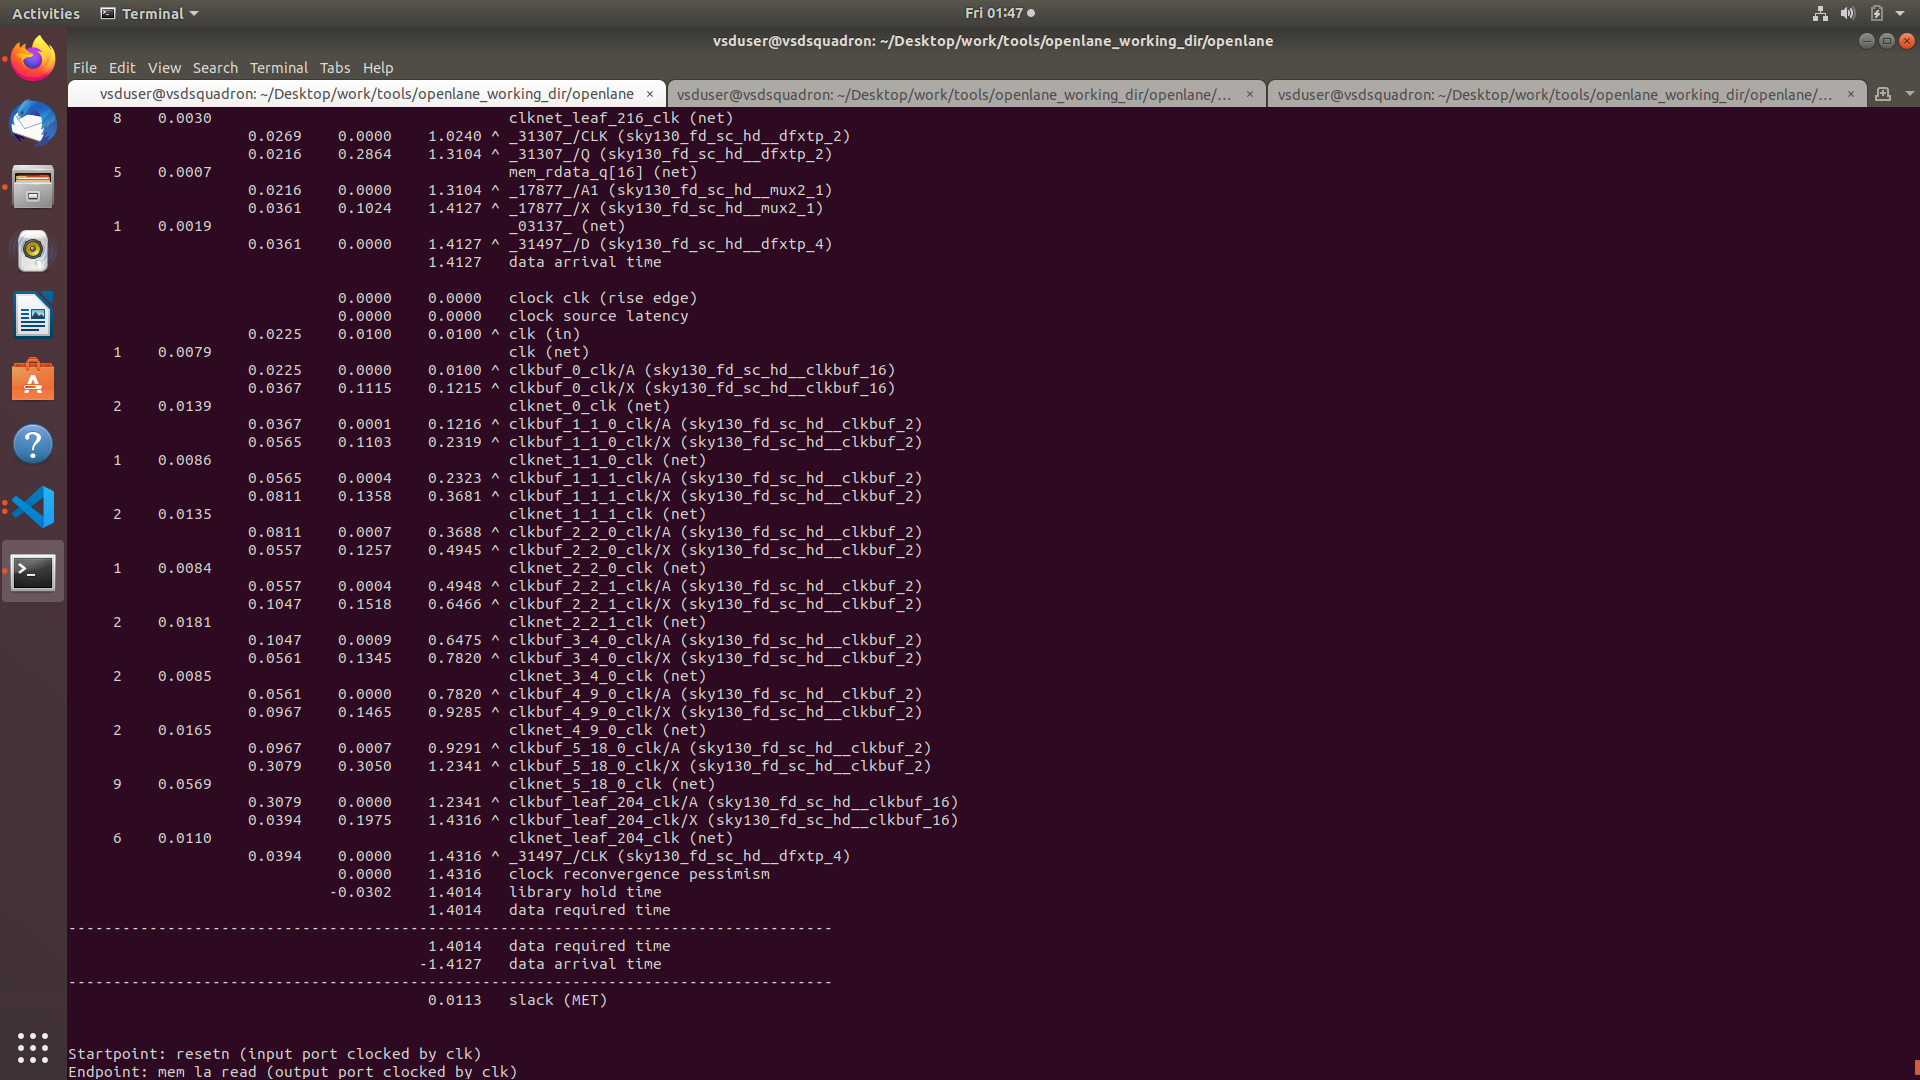 Activities Terminal Fri 01:47
vsduser@vsdsquadron: ~/Desktop/work/tools/openlane_working_dir/openlane
File Edit View Search Terminal Tabs Help
vsduser@vsdsquadron: ~/Desktop/work/tools/openlane_working_dir/openlane × vsduser@vsdsquadron: ~/Desktop/work/tools/openlane_working_dir/openlane/... × vsduser@vsdsquadron: ~/Desktop/work/tools/openlane_working_dir/openlane/... ×
8 0.0030 clknet_leaf_216_clk (net)
0.0269 0.0000 1.0240 ^ _31307_/CLK (sky130_fd_sc_hd__dfxtp_2)
0.0216 0.2864 1.3104 ^ _31307_/Q (sky130_fd_sc_hd__dfxtp_2)
5 0.0007 mem_rdata_q[16] (net)
0.0216 0.0000 1.3104 ^ _17877_/A1 (sky130_fd_sc_hd__mux2_1)
0.0361 0.1024 1.4127 ^ _17877_/X (sky130_fd_sc_hd__mux2_1)
1 0.0019 _03137_ (net)
0.0361 0.0000 1.4127 ^ _31497_/D (sky130_fd_sc_hd__dfxtp_4)
1.4127 data arrival time
0.0000 0.0000 clock clk (rise edge)
0.0000 0.0000 clock source latency
0.0225 0.0100 0.0100 ^ clk (in)
1 0.0079 clk (net)
0.0225 0.0000 0.0100 ^ clkbuf_0_clk/A (sky130_fd_sc_hd__clkbuf_16)
0.0367 0.1115 0.1215 ^ clkbuf_0_clk/X (sky130_fd_sc_hd__clkbuf_16)
2 0.0139 clknet_0_clk (net)
0.0367 0.0001 0.1216 ^ clkbuf_1_1_0_clk/A (sky130_fd_sc_hd__clkbuf_2)
0.0565 0.1103 0.2319 ^ clkbuf_1_1_0_clk/X (sky130_fd_sc_hd__clkbuf_2)
1 0.0086 clknet_1_1_0_clk (net)
0.0565 0.0004 0.2323 ^ clkbuf_1_1_1_clk/A (sky130_fd_sc_hd__clkbuf_2)
0.0811 0.1358 0.3681 ^ clkbuf_1_1_1_clk/X (sky130_fd_sc_hd__clkbuf_2)
2 0.0135 clknet_1_1_1_clk (net)
0.0811 0.0007 0.3688 ^ clkbuf_2_2_0_clk/A (sky130_fd_sc_hd__clkbuf_2)
0.0557 0.1257 0.4945 ^ clkbuf_2_2_0_clk/X (sky130_fd_sc_hd__clkbuf_2)
1 0.0084 clknet_2_2_0_clk (net)
0.0557 0.0004 0.4948 ^ clkbuf_2_2_1_clk/A (sky130_fd_sc_hd__clkbuf_2)
0.1047 0.1518 0.6466 ^ clkbuf_2_2_1_clk/X (sky130_fd_sc_hd__clkbuf_2)
2 0.0181 clknet_2_2_1_clk (net)
0.1047 0.0009 0.6475 ^ clkbuf_3_4_0_clk/A (sky130_fd_sc_hd__clkbuf_2)
0.0561 0.1345 0.7820 ^ clkbuf_3_4_0_clk/X (sky130_fd_sc_hd__clkbuf_2)
2 0.0085 clknet_3_4_0_clk (net)
0.0561 0.0000 0.7820 ^ clkbuf_4_9_0_clk/A (sky130_fd_sc_hd__clkbuf_2)
0.0967 0.1465 0.9285 ^ clkbuf_4_9_0_clk/X (sky130_fd_sc_hd__clkbuf_2)
2 0.0165 clknet_4_9_0_clk (net)
0.0967 0.0007 0.9291 ^ clkbuf_5_18_0_clk/A (sky130_fd_sc_hd__clkbuf_2)
0.3079 0.3050 1.2341 ^ clkbuf_5_18_0_clk/X (sky130_fd_sc_hd__clkbuf_2)
9 0.0569 clknet_5_18_0_clk (net)
0.3079 0.0000 1.2341 ^ clkbuf_leaf_204_clk/A (sky130_fd_sc_hd__clkbuf_16)
0.0394 0.1975 1.4316 ^ clkbuf_leaf_204_clk/X (sky130_fd_sc_hd__clkbuf_16)
6 0.0110 clknet_leaf_204_clk (net)
0.0394 0.0000 1.4316 ^ _31497_/CLK (sky130_fd_sc_hd__dfxtp_4)
0.0000 1.4316 clock reconvergence pessimism
-0.0302 1.4014 library hold time
1.4014 data required time
-------------------------------------------------------------------------------------
1.4014 data required time
-1.4127 data arrival time
-------------------------------------------------------------------------------------
0.0113 slack (MET)
Startpoint: resetn (input port clocked by clk)
Endpoint: mem_la_read (output port clocked by clk)